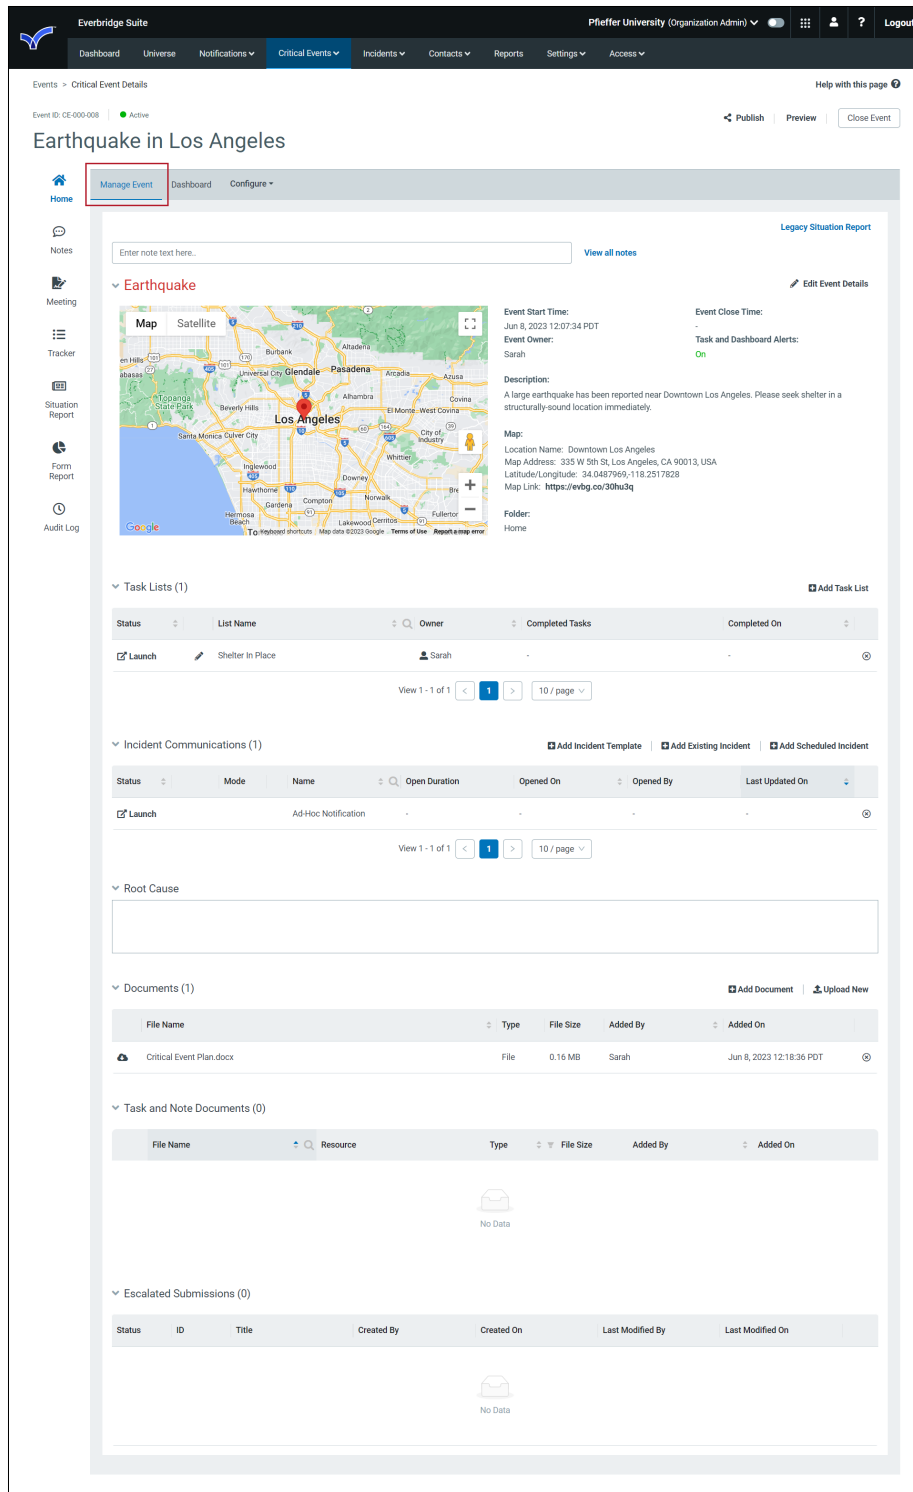 Everbridge Suite
Pfieffer University (Organization Admin)
?
Logout
Dashboard Universe Notifications Critical Events Incidents Contacts Reports Settings Access
Events > Critical Event Details
Help with this page ?
Event ID: CE-000-008 Active
Publish Preview Close Event
Earthquake in Los Angeles
Home
Manage Event Dashboard Configure
Notes
Meeting
Tracker
Situation
Report
Form
Report
Audit Log
Legacy Situation Report
Enter note text here..
View all notes
Earthquake
Edit Event Details
Map Satellite
Burbank
Altadena
en Hills
abasas
Universal City Glendale Pasadena Arcadia Azusa
Topanga
State Park
Beverly Hills
Alhambra
Covina
El Monte West Covina
Los Angeles
Santa Monica Culver City
City of
Industry
Whittier
Inglewood
Downey
Hawthorne
Compton
Norwalk
Bre
Gardena
Hermosa
Beach
Fullerton
Lakewood Cerritos
Google
To
Keyboard shortcuts Map data ©2023 Google Terms of Use Report a map error
Event Start Time:
Jun 8, 2023 12:07:34 PDT
Event Close Time:
-
Event Owner:
Sarah
Task and Dashboard Alerts:
On
Description:
A large earthquake has been reported near Downtown Los Angeles. Please seek shelter in a
structurally-sound location immediately.
Map:
Location Name: Downtown Los Angeles
Map Address: 335 W 5th St, Los Angeles, CA 90013, USA
Latitude/Longitude: 34.0487969,-118.2517828
Map Link: https://evbg.co/30hu3q
Folder:
Home
Task Lists (1)
Add Task List
Status List Name Owner Completed Tasks Completed On
Launch Shelter In Place Sarah - -
View 1 - 1 of 1 < 1 > 10 / page
Incident Communications (1)
Add Incident Template Add Existing Incident Add Scheduled Incident
Status Mode Name Open Duration Opened On Opened By Last Updated On
Launch Ad-Hoc Notification - - - -
View 1 - 1 of 1 < 1 > 10 / page
Root Cause
Documents (1)
Add Document Upload New
File Name Type File Size Added By Added On
Critical Event Plan.docx File 0.16 MB Sarah Jun 8, 2023 12:18:36 PDT
Task and Note Documents (0)
File Name Resource Type File Size Added By Added On
No Data
Escalated Submissions (0)
Status ID Title Created By Created On Last Modified By Last Modified On
No Data